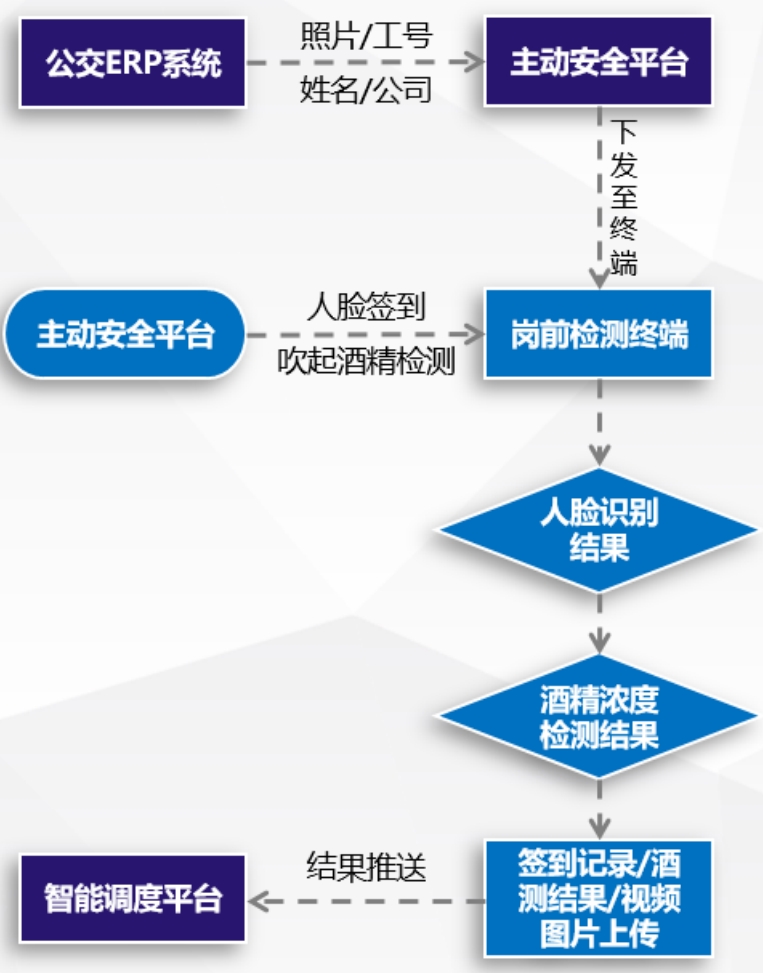 公交ERP系统
照片/工号
姓名/公司
主动安全平台
下发至终端
主动安全平台
人脸签到
吹起酒精检测
岗前检测终端
人脸识别
结果
酒精浓度
检测结果
签到记录/酒
测结果/视频
图片上传
结果推送
智能调度平台